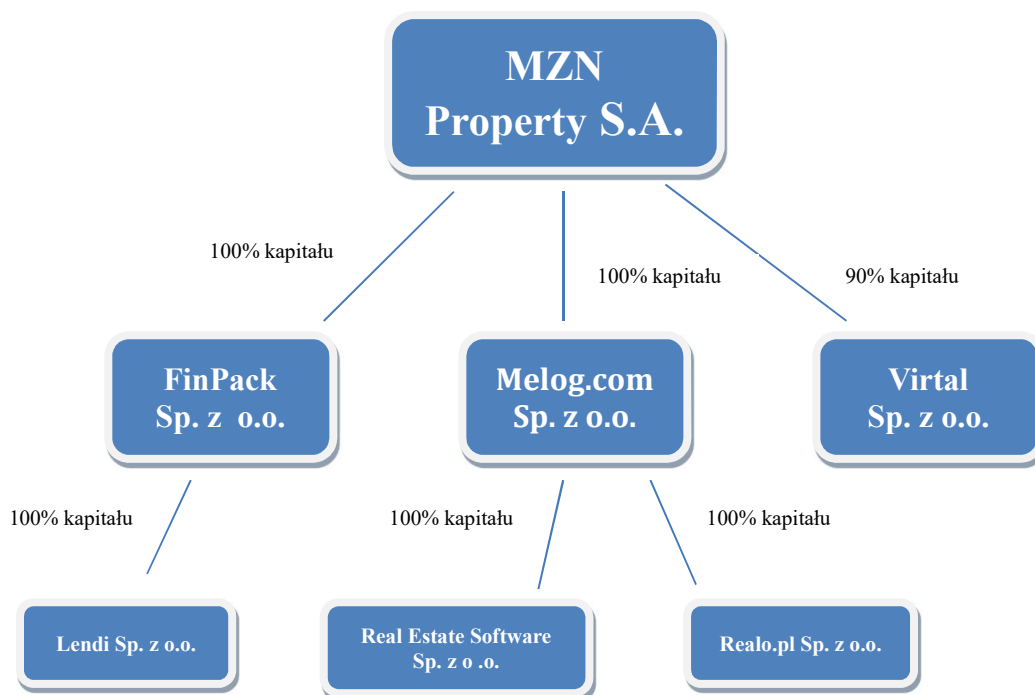 MZN
Property S.A.
100% kapitału
100% kapitału
90% kapitału
FinPack
Sp. z o.o.
Melog.com
Sp. z o.o.
Virtal
Sp. z o.o.
100% kapitału
100% kapitału
100% kapitału
Lendi Sp. z o.o.
Real Estate Software
Sp. z o .o.
Realo.pl Sp. z o.o.